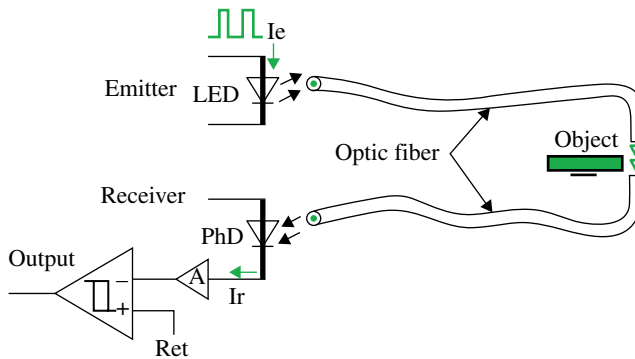 Ie
Emitter
LED
Object
Optic fiber
Receiver
PhD
Output
A
−
+
Ir
Ret